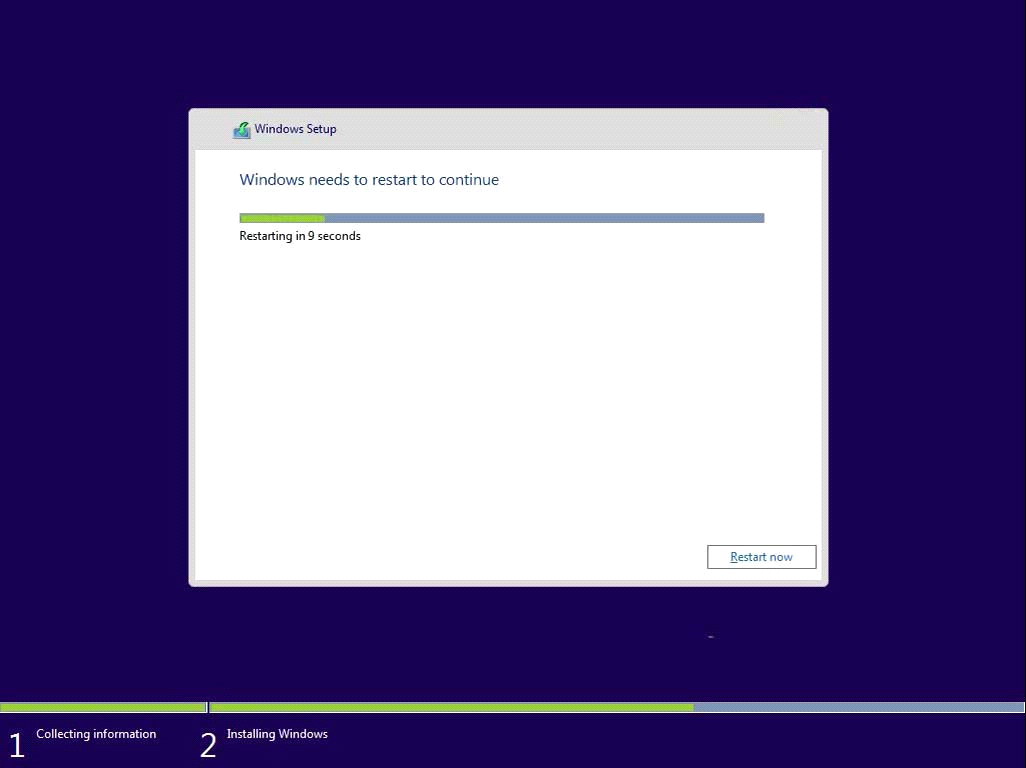 Windows Setup
Windows needs to restart to continue
Restarting in 9 seconds
Restart now
1 Collecting information
2 Installing Windows